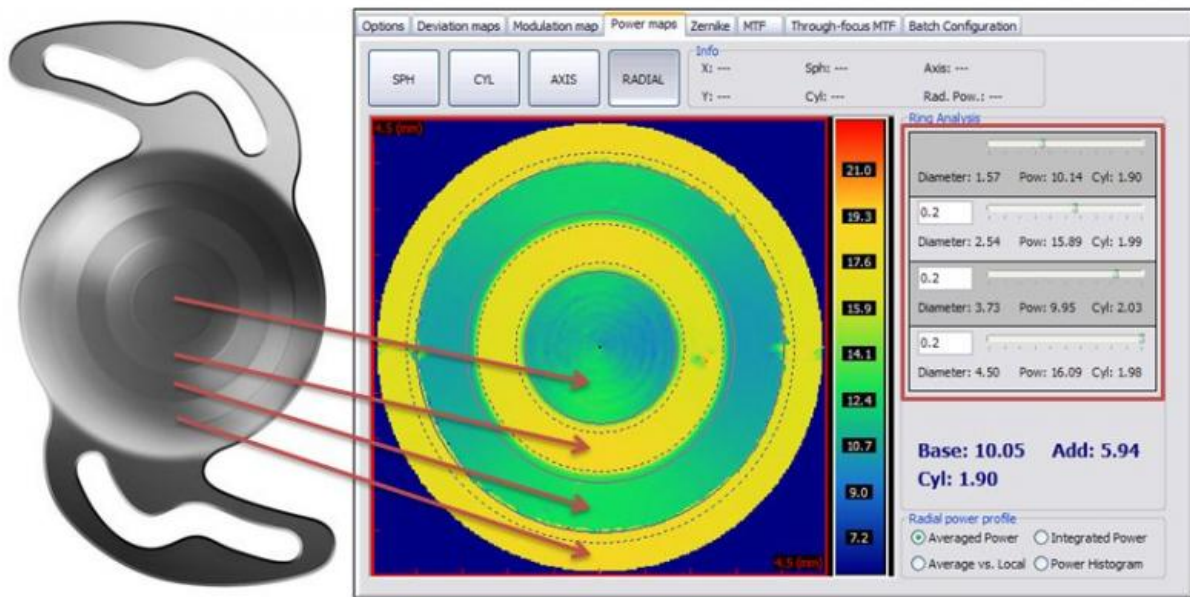 Options Deviation maps Modulation map Power maps Zernike MTF Through-focus MTF Batch Configuration
SPH CYL AXIS RADIAL
Info
X: --- Sph: --- Axis: ---
Y: --- Cyl: --- Rad. Pow.: ---
4.5 (mm)
21.0
19.3
17.6
15.9
14.1
12.4
10.7
9.0
7.2
4.5 (mm)
Ring Analysis
Diameter: 1.57 Pow: 10.14 Cyl: 1.90
0.2
Diameter: 2.54 Pow: 15.89 Cyl: 1.99
0.2
Diameter: 3.73 Pow: 9.95 Cyl: 2.03
0.2
Diameter: 4.50 Pow: 16.09 Cyl: 1.98
Base: 10.05 Add: 5.94
Cyl: 1.90
Radial power profile
Averaged Power Integrated Power
Average vs. Local Power Histogram